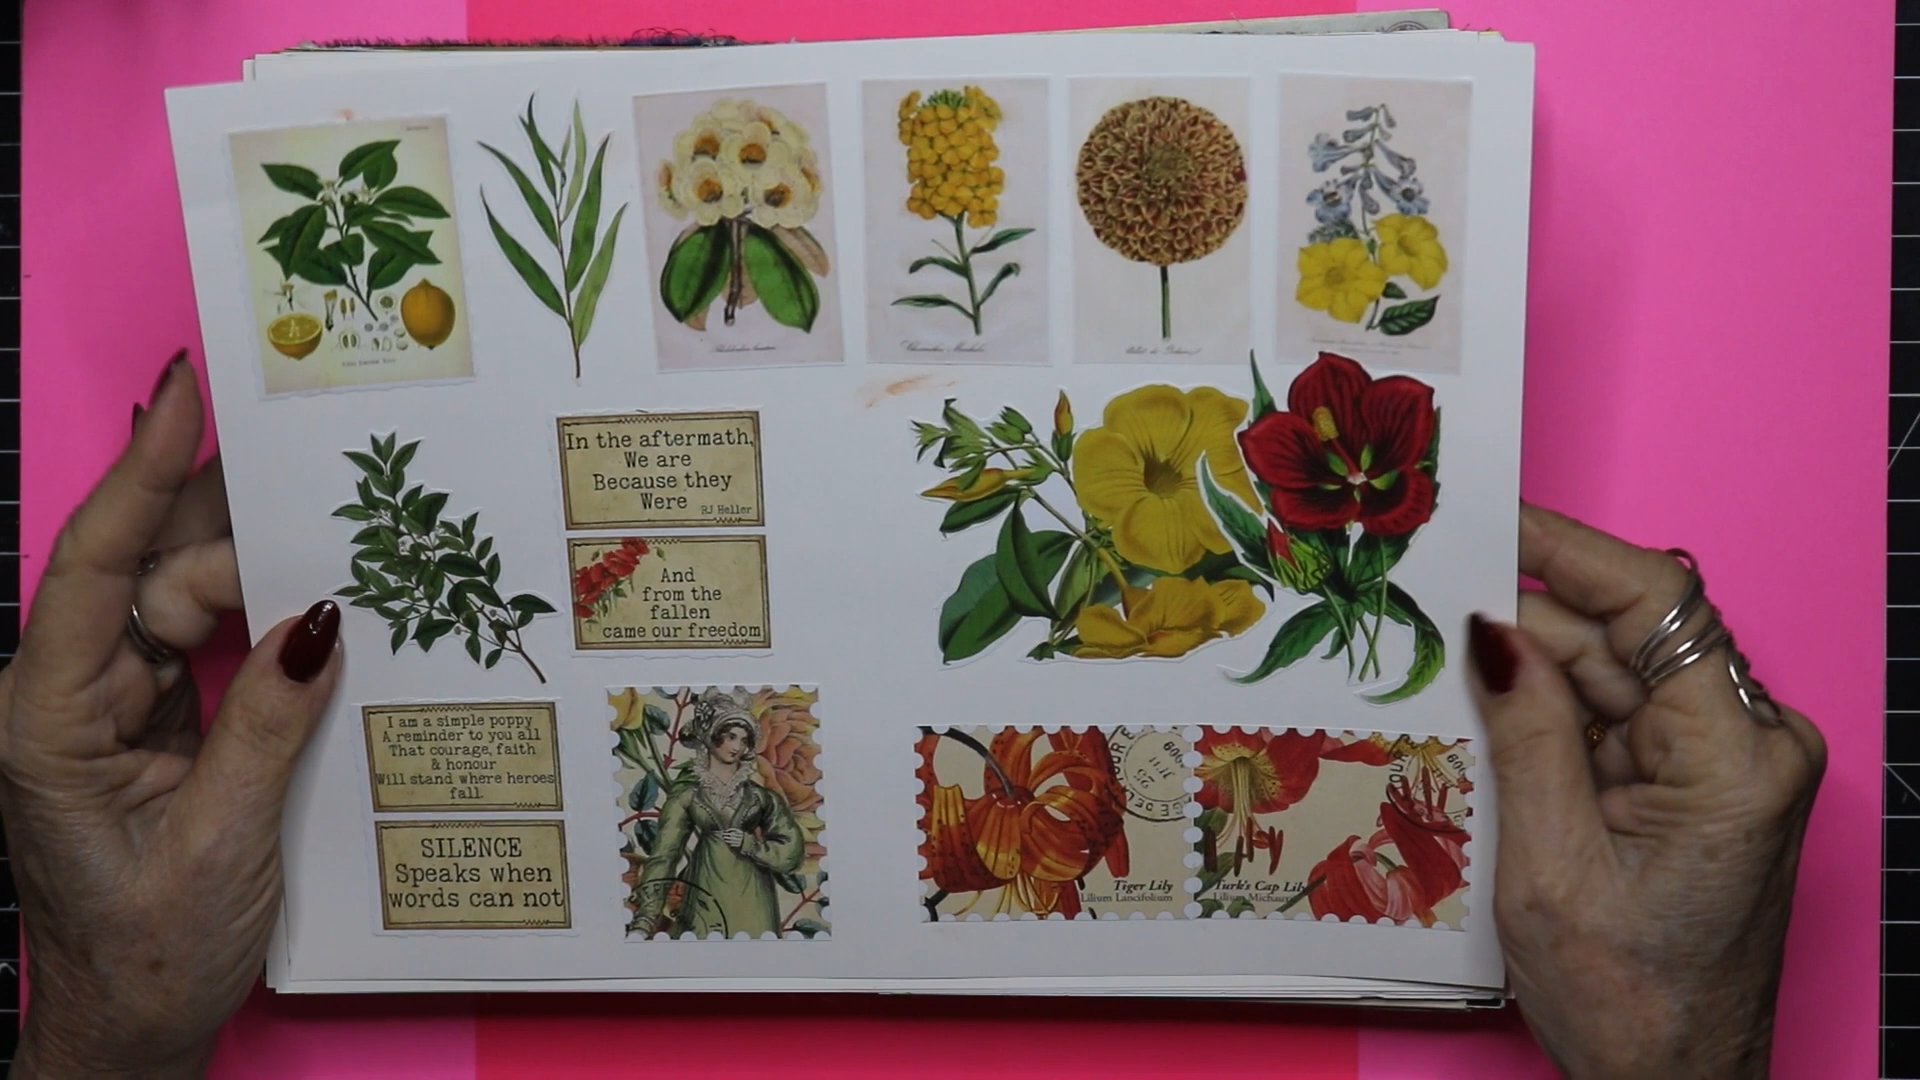 In the aftermath,
We are
Because they
Were
RJ Heller
And
from the
fallen
came our freedom
I am a simple poppy
A reminder to you all
That courage, faith
& honour
Will stand where heroes
fall.
SILENCE
Speaks when
words can not
Tiger Lily
Lilium Lancifolium
Turk's Cap Lily
Lilium